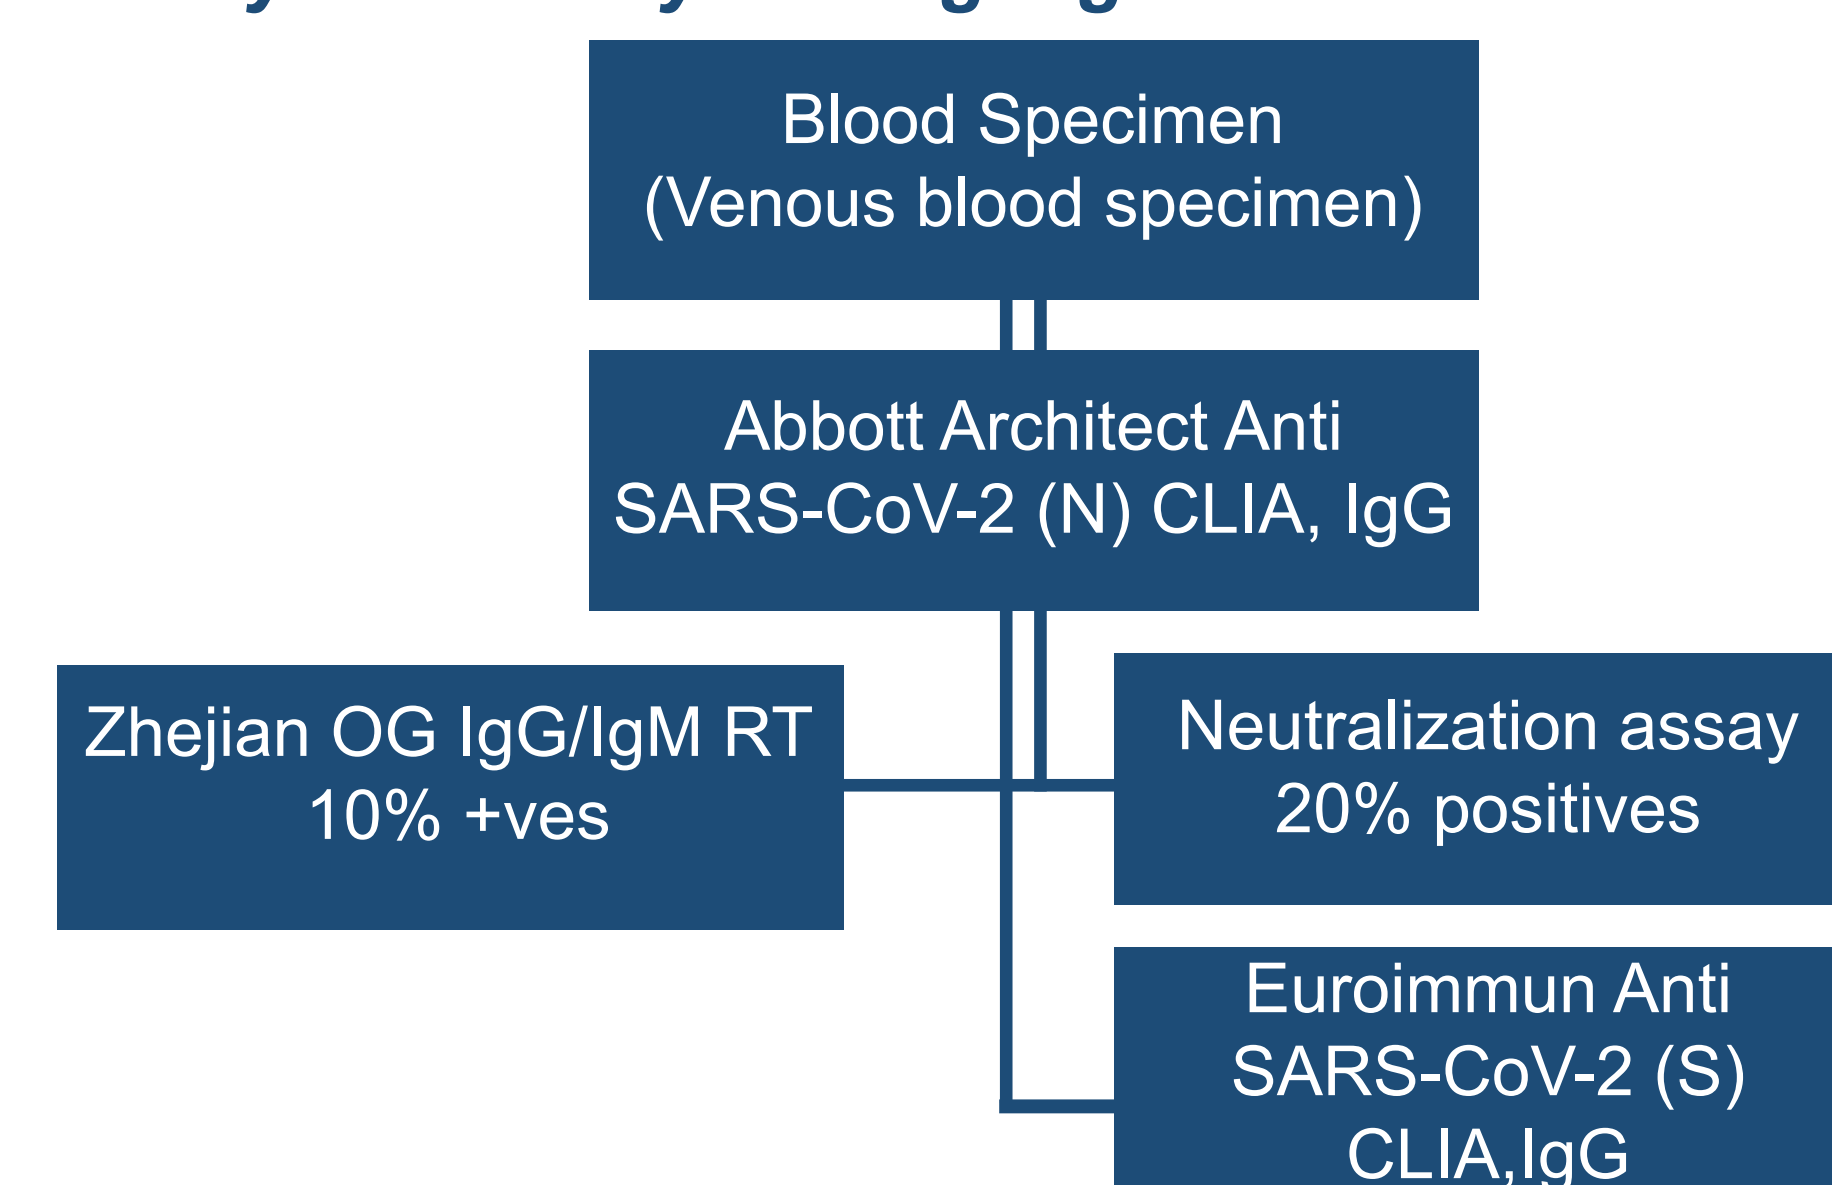 Blood Specimen
(Venous blood specimen)
Abbott Architect Anti
SARS-CoV-2 (N) CLIA, IgG
Zhejian OG IgG/IgM RT
10% +ves
Neutralization assay
20% positives
Euroimmun Anti
SARS-CoV-2 (S)
CLIA,IgG